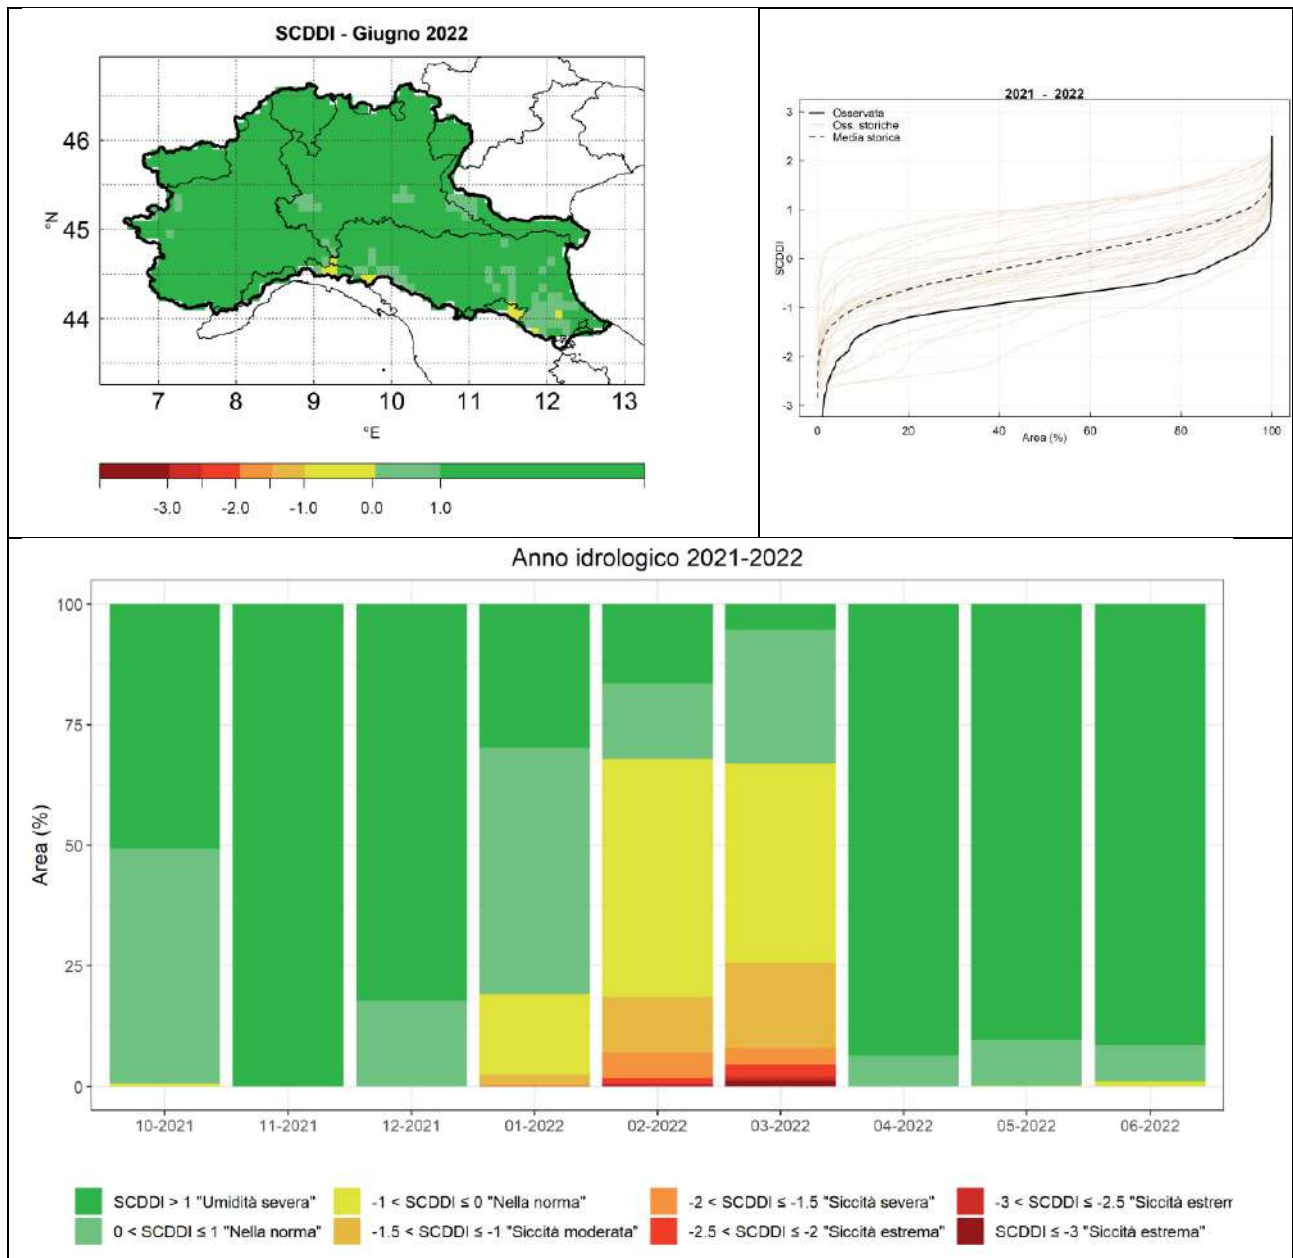 SCDDI - Giugno 2022
46
45
44
°N
7 8 9 10 11 12 13
°E
-3.0 -2.0 -1.0 0.0 1.0
2021 - 2022
Osservata
Oss. storiche
Media storica
3
2
1
0
-1
-2
-3
SCDDI
0 20 40 60 80 100
Area (%)
Anno idrologico 2021-2022
100
75
50
25
0
Area (%)
10-2021 11-2021 12-2021 01-2022 02-2022 03-2022 04-2022 05-2022 06-2022
SCDDI > 1 "Umidità severa" -1 < SCDDI ≤ 0 "Nella norma" -2 < SCDDI ≤ -1.5 "Siccità severa" -3 < SCDDI ≤ -2.5 "Siccità estrem
0 < SCDDI ≤ 1 "Nella norma" -1.5 < SCDDI ≤ -1 "Siccità moderata" -2.5 < SCDDI ≤ -2 "Siccità estrema" SCDDI ≤ -3 "Siccità estrema"